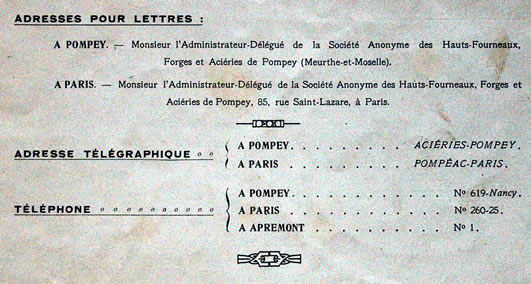 ADRESSES POUR LETTRES :
A POMPEY. — Monsieur l'Administrateur-Délégué de la Société Anonyme des Hauts-Fourneaux,
Forges et Aciéries de Pompey (Meurthe-et-Moselle).
A PARIS. — Monsieur l'Administrateur-Délégué de la Société Anonyme des Hauts-Fourneaux, Forges et
Aciéries de Pompey, 85, rue Saint-Lazare, à Paris.
ADRESSE TÉLÉGRAPHIQUE o o
A POMPEY. . . . . . . . . . ACIÉRIES-POMPEY.
A PARIS . . . . . . . . . . POMPÉAC-PARIS.
TÉLÉPHONE o o o o o o o o o o
A POMPEY. . . . . . . . . . . . No 619-Nancy.
A PARIS . . . . . . . . . . . . No 260-25.
A APREMONT . . . . . . . . . . No 1.